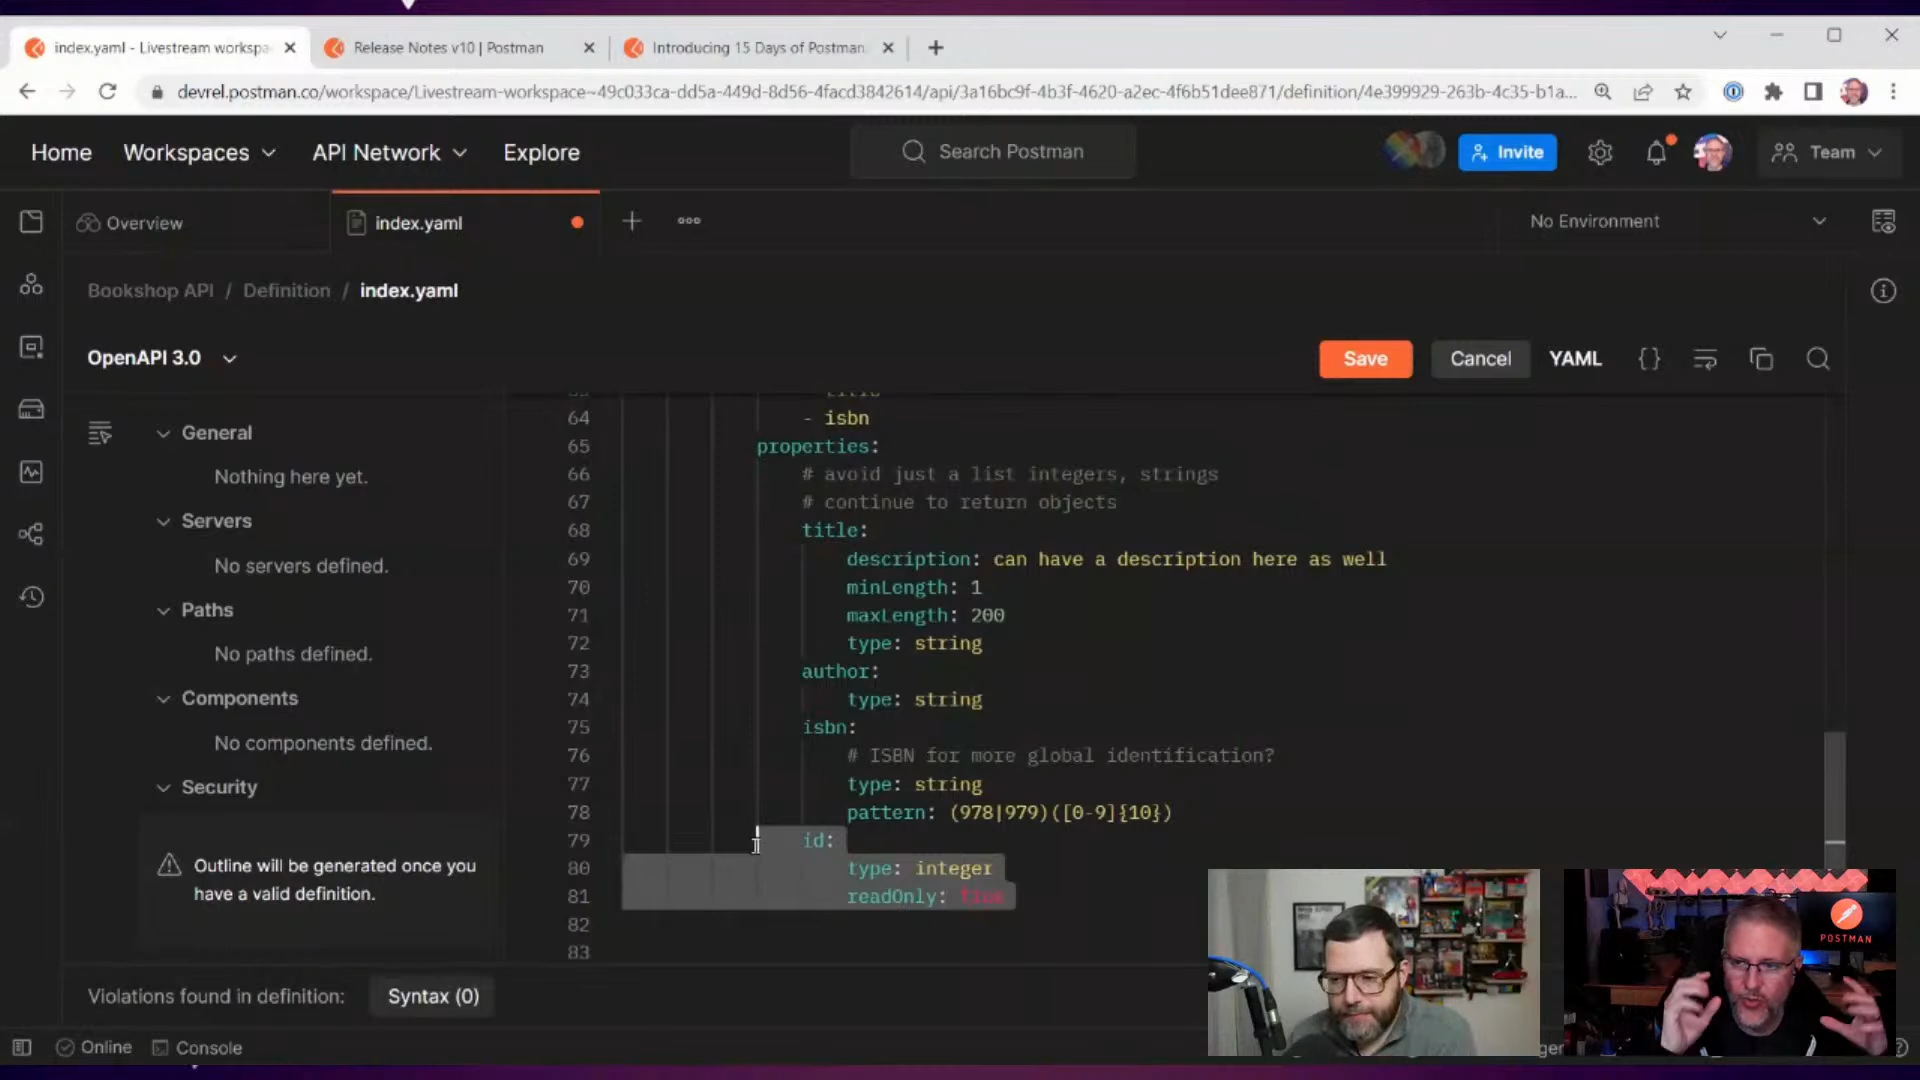 index.yaml - Livestream workspa
Release Notes v10 | Postman
Introducing 15 Days of Postman
devrel.postman.co/workspace/Livestream-workspace~49c033ca-dd5a-449d-8d56-4facd3842614/api/3a16bc9f-4b3f-4620-a2ec-4f6b51dee871/definition/4e399929-263b-4c35-b1a...
Home Workspaces API Network Explore Search Postman Invite Team
Overview index.yaml No Environment
Bookshop API / Definition / index.yaml
OpenAPI 3.0 Save Cancel YAML
General
Nothing here yet.
Servers
No servers defined.
Paths
No paths defined.
Components
No components defined.
Security
Outline will be generated once you
have a valid definition.
64 - isbn
65 properties:
66 # avoid just a list integers, strings
67 # continue to return objects
68 title:
69 description: can have a description here as well
70 minLength: 1
71 maxLength: 200
72 type: string
73 author:
74 type: string
75 isbn:
76 # ISBN for more global identification?
77 type: string
78 pattern: (978|979)([0-9]{10})
79 id:
80 type: integer
81 readOnly: true
82
83
POSTMAN
Violations found in definition: Syntax (0)
Online Console